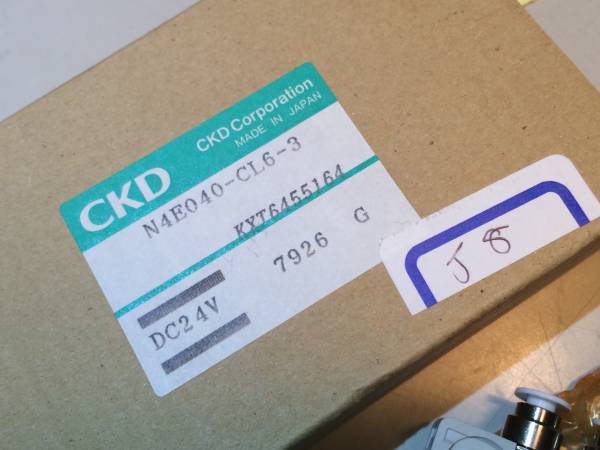 CKD
CKD Corporation
MADE IN JAPAN
N4E040-CL6-3
KYT6455164
7926 G
DC24V
J 8